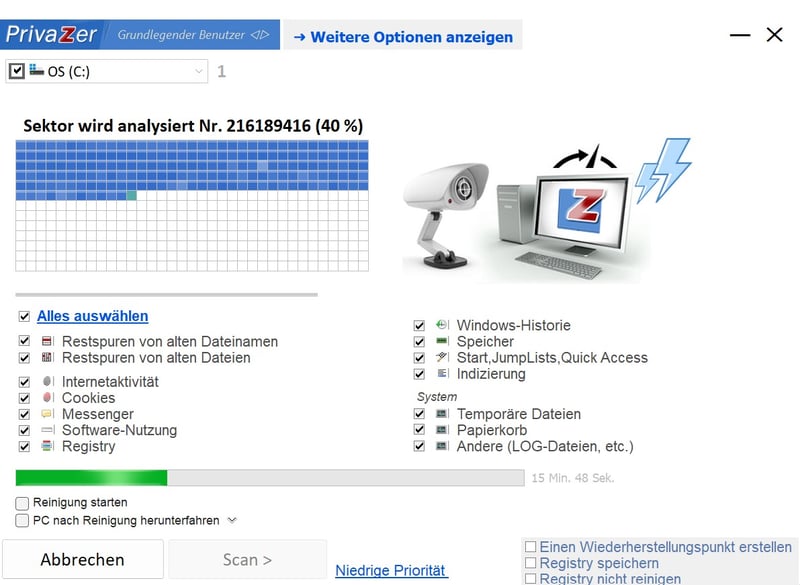 PrivaZer Grundlegender Benutzer ◁/▷ → Weitere Optionen anzeigen
OS (C:) 1
Sektor wird analysiert Nr. 216189416 (40 %)
Z
Alles auswählen
Restspuren von alten Dateinamen
Restspuren von alten Dateien
Internetaktivität
Cookies
Messenger
Software-Nutzung
Registry
Windows-Historie
Speicher
Start,JumpLists,Quick Access
Indizierung
System
Temporäre Dateien
Papierkorb
Andere (LOG-Dateien, etc.)
15 Min. 48 Sek.
Reinigung starten
PC nach Reinigung herunterfahren
Abbrechen
Scan >
Niedrige Priorität
Einen Wiederherstellungspunkt erstellen
Registry speichern
Registry nicht reinigen